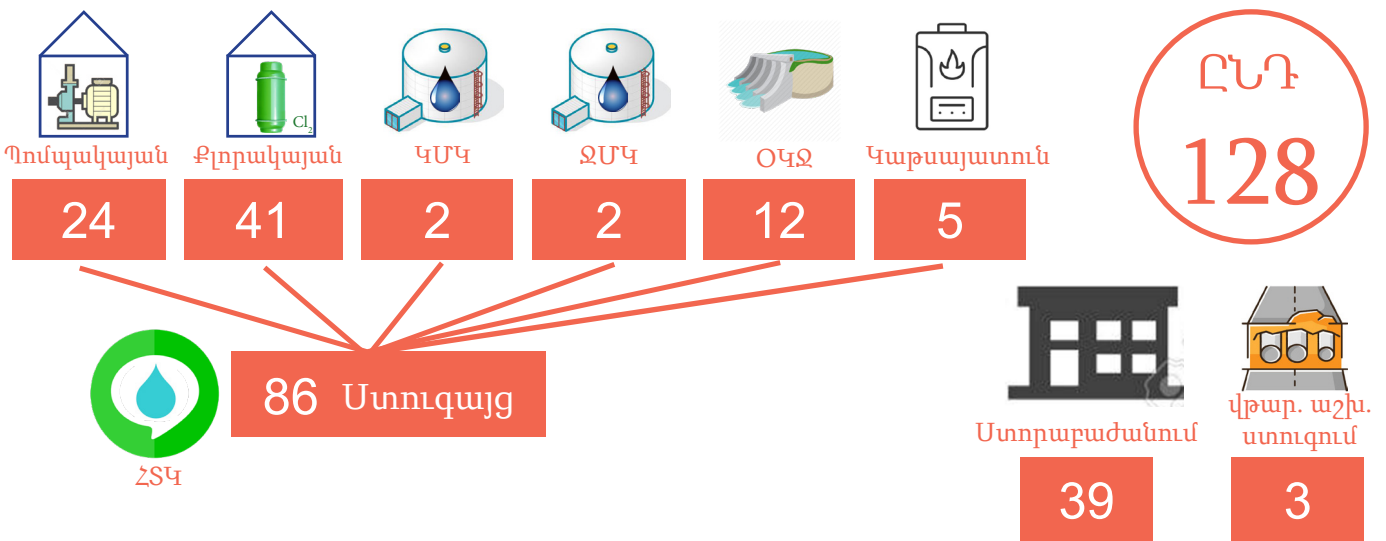 ԸՆԴ
128
Cl2
Պոմպակայան
Քլորակայան
ԿՄԿ
ՋՄԿ
ՕԿՋ
Կաթսայատուն
24
41
2
2
12
5
86 Ստուգայց
ՀՏԿ
Ստորաբաժանում
39
վթար. աշխ.
ստուգում
3